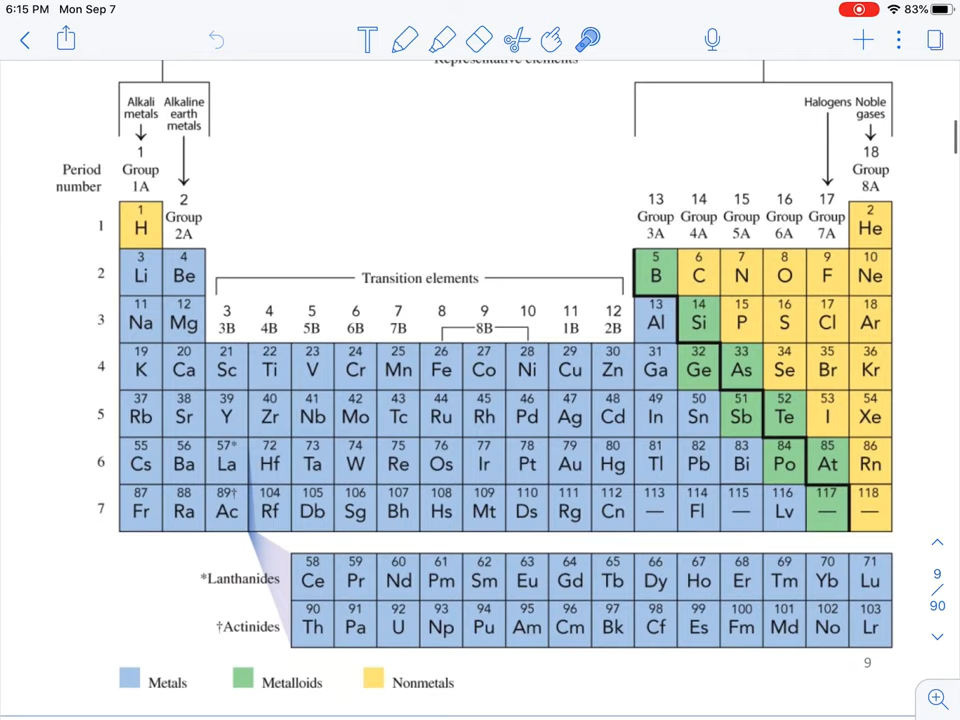 6:15 PM Mon Sep 7 83%
Representative elements
Alkali metals
Alkaline earth metals
Halogens
Noble gases
Period number
1 Group 1A
2 Group 2A
13 Group 3A
14 Group 4A
15 Group 5A
16 Group 6A
17 Group 7A
18 Group 8A
1 1 H 2 He
2 3 Li 4 Be 5 B 6 C 7 N 8 O 9 F 10 Ne
Transition elements
3 4 5 6 7 8 9 10 11 12
3B 4B 5B 6B 7B 8B 1B 2B
3 11 Na 12 Mg 13 Al 14 Si 15 P 16 S 17 Cl 18 Ar
4 19 K 20 Ca 21 Sc 22 Ti 23 V 24 Cr 25 Mn 26 Fe 27 Co 28 Ni 29 Cu 30 Zn 31 Ga 32 Ge 33 As 34 Se 35 Br 36 Kr
5 37 Rb 38 Sr 39 Y 40 Zr 41 Nb 42 Mo 43 Tc 44 Ru 45 Rh 46 Pd 47 Ag 48 Cd 49 In 50 Sn 51 Sb 52 Te 53 I 54 Xe
6 55 Cs 56 Ba 57* La 72 Hf 73 Ta 74 W 75 Re 76 Os 77 Ir 78 Pt 79 Au 80 Hg 81 Tl 82 Pb 83 Bi 84 Po 85 At 86 Rn
7 87 Fr 88 Ra 89† Ac 104 Rf 105 Db 106 Sg 107 Bh 108 Hs 109 Mt 110 Ds 111 Rg 112 Cn 113 — 114 Fl 115 — 116 Lv 117 — 118 —
*Lanthanides 58 Ce 59 Pr 60 Nd 61 Pm 62 Sm 63 Eu 64 Gd 65 Tb 66 Dy 67 Ho 68 Er 69 Tm 70 Yb 71 Lu
†Actinides 90 Th 91 Pa 92 U 93 Np 94 Pu 95 Am 96 Cm 97 Bk 98 Cf 99 Es 100 Fm 101 Md 102 No 103 Lr
9
/
90
9
Metals Metalloids Nonmetals